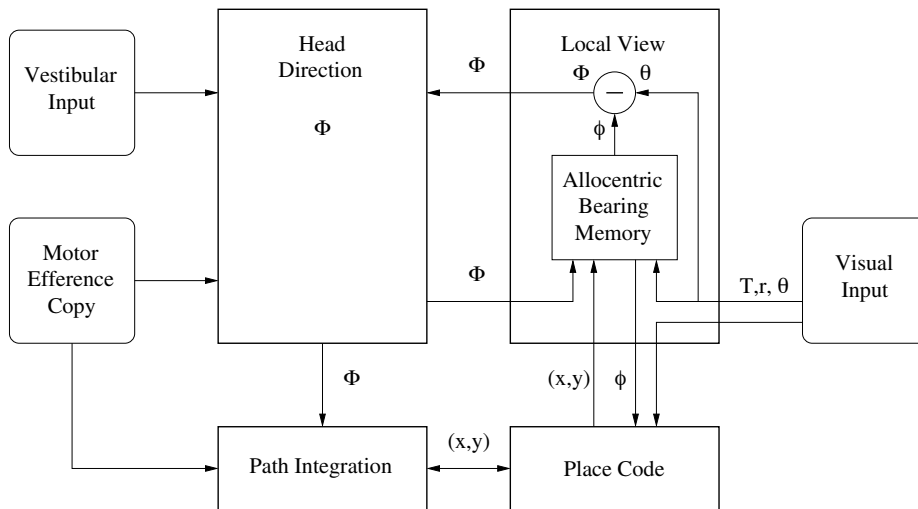 Head
Direction
Φ
Vestibular
Input
Motor
Efference
Copy
Φ
Φ
Local View
Φ
θ
−
ϕ
Allocentric
Bearing
Memory
T,r, θ
Visual
Input
Φ
(x,y)
ϕ
Path Integration
(x,y)
Place Code